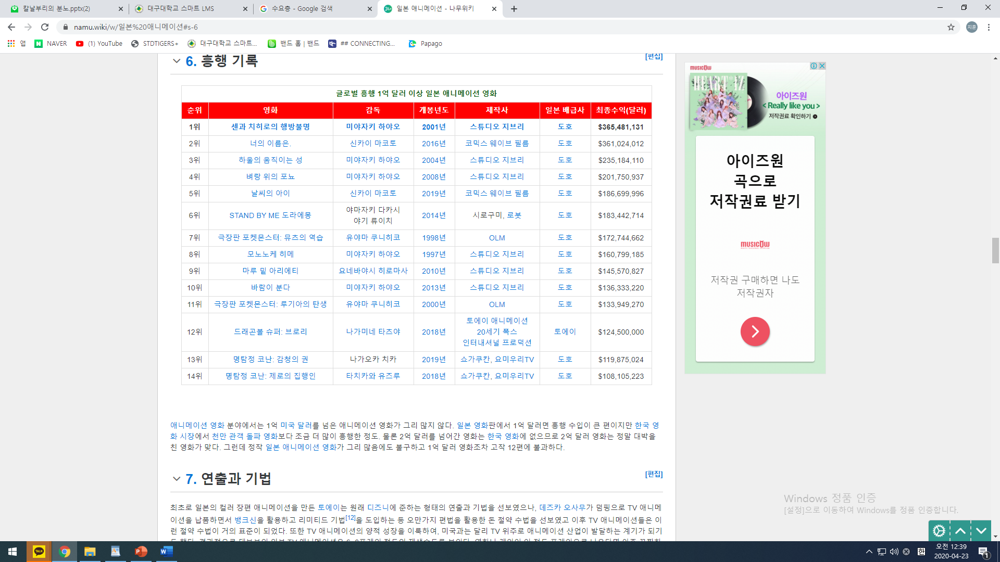 칼날부리의 분노.pptx(2)
대구대학교 스마트 LMS
수요층 - Google 검색
일본 애니메이션 - 나무위키
namu.wiki/w/일본%20애니메이션#s-6
지훈
앱
NAVER
(1) YouTube
STDTIGERS+
대구대학교 스마트...
밴드 홈 | 밴드
## CONNECTING...
Papago
6. 흥행 기록
[편집]
글로벌 흥행 1억 달러 이상 일본 애니메이션 영화
순위 영화 감독 개봉년도 제작사 일본 배급사 최종수익(달러)
1위 센과 치히로의 행방불명 미야자키 하야오 2001년 스튜디오 지브리 도호 $365,481,131
2위 너의 이름은. 신카이 마코토 2016년 코믹스 웨이브 필름 도호 $361,024,012
3위 하울의 움직이는 성 미야자키 하야오 2004년 스튜디오 지브리 도호 $235,184,110
4위 벼랑 위의 포뇨 미야자키 하야오 2008년 스튜디오 지브리 도호 $201,750,937
5위 날씨의 아이 신카이 마코토 2019년 코믹스 웨이브 필름 도호 $186,699,996
6위 STAND BY ME 도라에몽 야마자키 다카시 2014년 시로구미, 로봇 도호 $183,442,714
야기 류이치
7위 극장판 포켓몬스터: 뮤츠의 역습 유야마 쿠니히코 1998년 OLM 도호 $172,744,662
8위 모노노케 히메 미야자키 하야오 1997년 스튜디오 지브리 도호 $160,799,185
9위 마루 밑 아리에티 요네바야시 히로마사 2010년 스튜디오 지브리 도호 $145,570,827
10위 바람이 분다 미야자키 하야오 2013년 스튜디오 지브리 도호 $136,333,220
11위 극장판 포켓몬스터: 루기아의 탄생 유야마 쿠니히코 2000년 OLM 도호 $133,949,270
12위 드래곤볼 슈퍼: 브로리 나가미네 타츠야 2018년 토에이 애니메이션 토에이 $124,500,000
20세기 폭스
인터내셔널 프로덕션
13위 명탐정 코난: 감청의 권 나가오카 치카 2019년 쇼가쿠칸, 요미우리TV 도호 $119,875,024
14위 명탐정 코난: 제로의 집행인 타치카와 유즈루 2018년 쇼가쿠칸, 요미우리TV 도호 $108,105,223
애니메이션 영화 분야에서는 1억 미국 달러를 넘은 애니메이션 영화가 그리 많지 않다. 일본 영화판에서 1억 달러면 흥행 수입이 큰 편이지만 한국 영
화 시장에서 천만 관객 돌파 영화보다 조금 더 많이 흥행한 정도. 물론 2억 달러를 넘어간 영화는 한국 영화에 없으므로 2억 달러 영화는 정말 대박을
친 영화가 맞다. 그런데 정작 일본 애니메이션 영화가 그리 많음에도 불구하고 1억 달러 영화조차 고작 12편에 불과하다.
7. 연출과 기법
[편집]
최초로 일본의 컬러 장편 애니메이션을 만든 토에이는 원래 디즈니에 준하는 형태의 연출과 기법을 선보였으나, 데즈카 오사무가 덤핑으로 TV 애니메
이션을 납품하면서 뱅크신을 활용하고 리미티드 기법[12]을 도입하는 등 오만가지 편법을 활용한 돈 절약 수법을 선보였고 이후 TV 애니메이션들은 이
런 절약 수법이 거의 표준이 되었다. 또한 TV 애니메이션의 양적 성장을 이룩하여, 미국과는 달리 TV 위주로 애니메이션 산업이 발달하는 계기가 되기
musicow
HEART*IZ
아이즈원
< Really like you >
저작권료 확인하기
아이즈원
곡으로
저작권료 받기
musicow
저작권 구매하면 나도
저작권자
Windows 정품 인증
[설정]으로 이동하여 Windows를 정품 인증합니다.
TALK
한
오전 12:39
2020-04-23
1